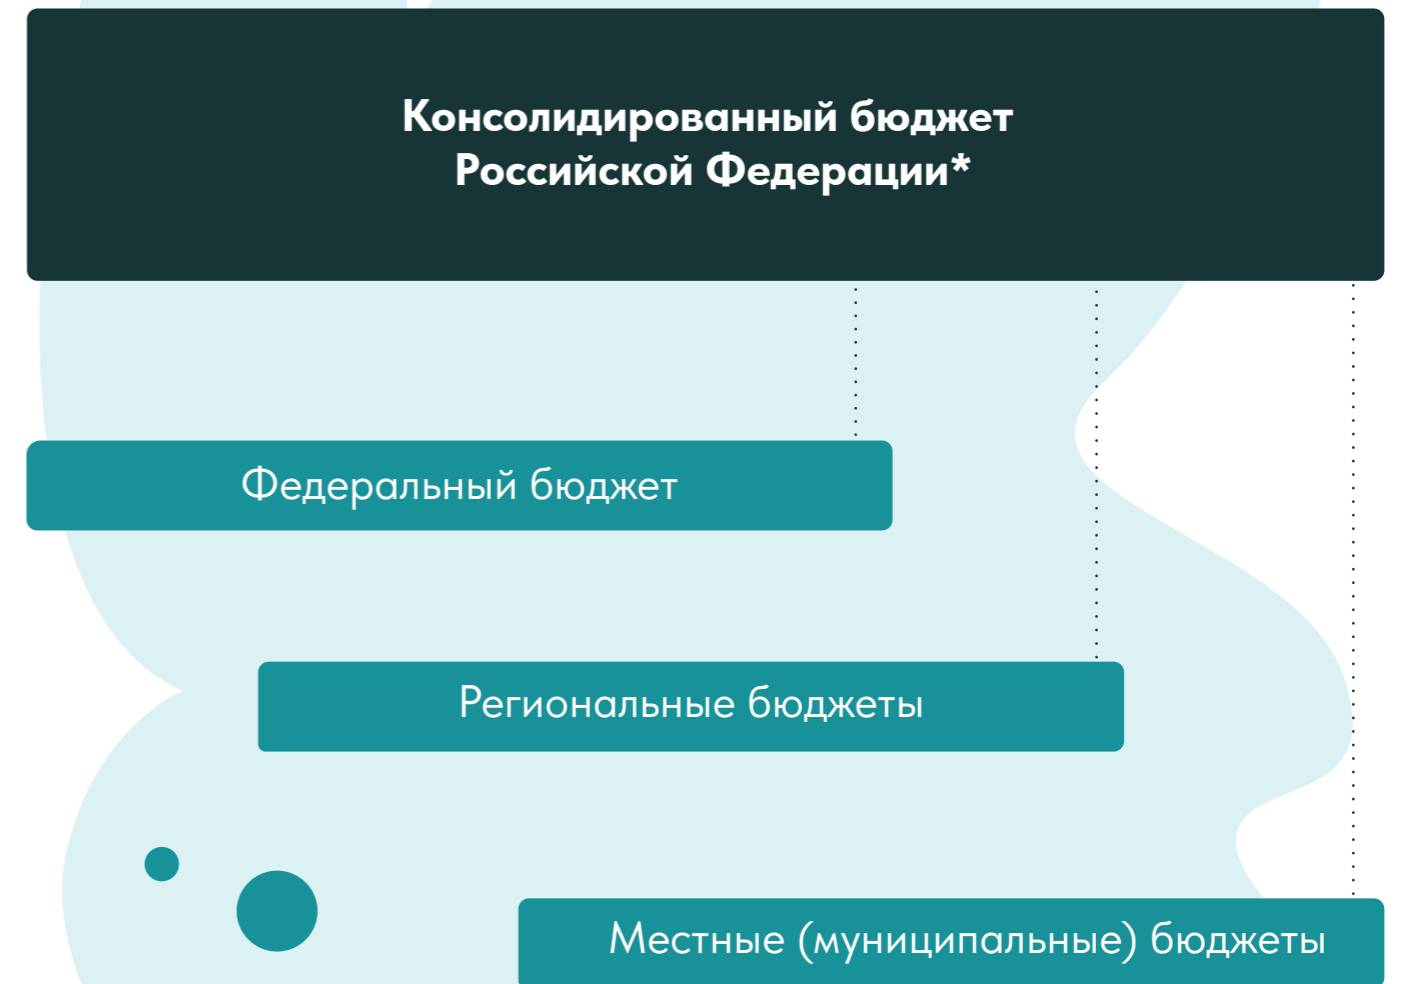 Консолидированный бюджет
Российской Федерации*
Федеральный бюджет
Региональные бюджеты
Местные (муниципальные) бюджеты